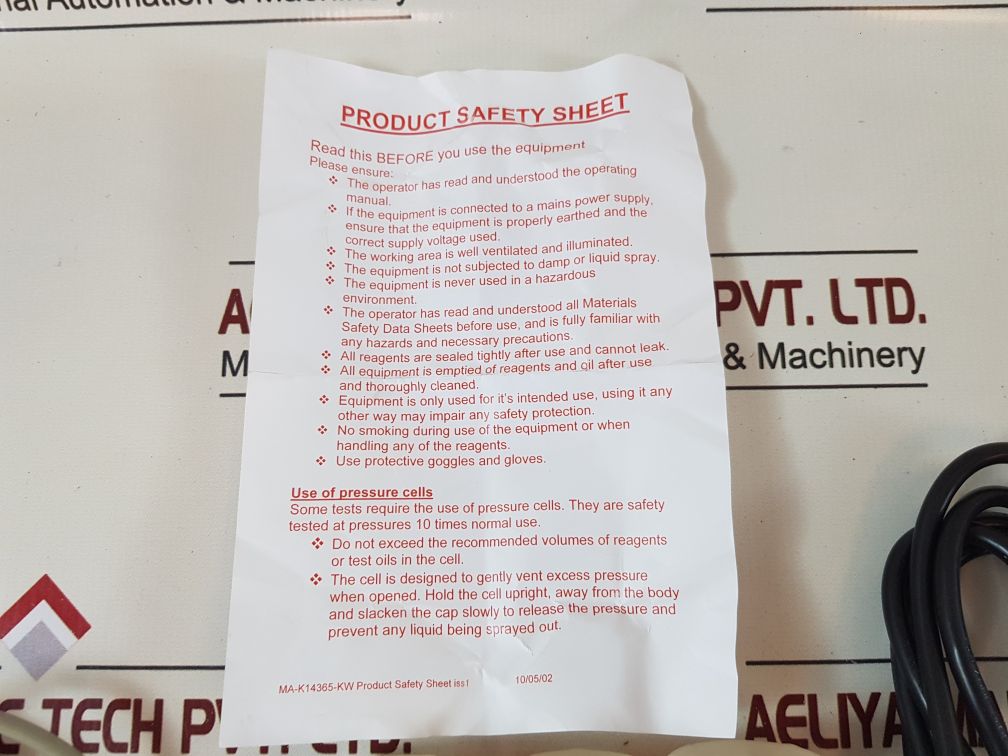 nal Automation & Machinery
PRODUCT SAFETY SHEET
Read this BEFORE you use the equipment
Please ensure:
❖ The operator has read and understood the operating
manual.
❖ If the equipment is connected to a mains power supply,
ensure that the equipment is properly earthed and the
correct supply voltage used.
❖ The working area is well ventilated and illuminated.
❖ The equipment is not subjected to damp or liquid spray.
❖ The equipment is never used in a hazardous
environment.
❖ The operator has read and understood all Materials
Safety Data Sheets before use, and is fully familiar with
any hazards and necessary precautions.
❖ All reagents are sealed tightly after use and cannot leak.
❖ All equipment is emptied of reagents and oil after use
and thoroughly cleaned.
❖ Equipment is only used for it's intended use, using it any
other way may impair any safety protection.
❖ No smoking during use of the equipment or when
handling any of the reagents.
❖ Use protective goggles and gloves.
Use of pressure cells
Some tests require the use of pressure cells. They are safety
tested at pressures 10 times normal use.
❖ Do not exceed the recommended volumes of reagents
or test oils in the cell.
❖ The cell is designed to gently vent excess pressure
when opened. Hold the cell upright, away from the body
and slacken the cap slowly to release the pressure and
prevent any liquid being sprayed out.
MA-K14365-KW Product Safety Sheet iss1 10/05/02
A PVT. LTD.
M & Machinery
E TECH PVT. LTD.
AELIYA